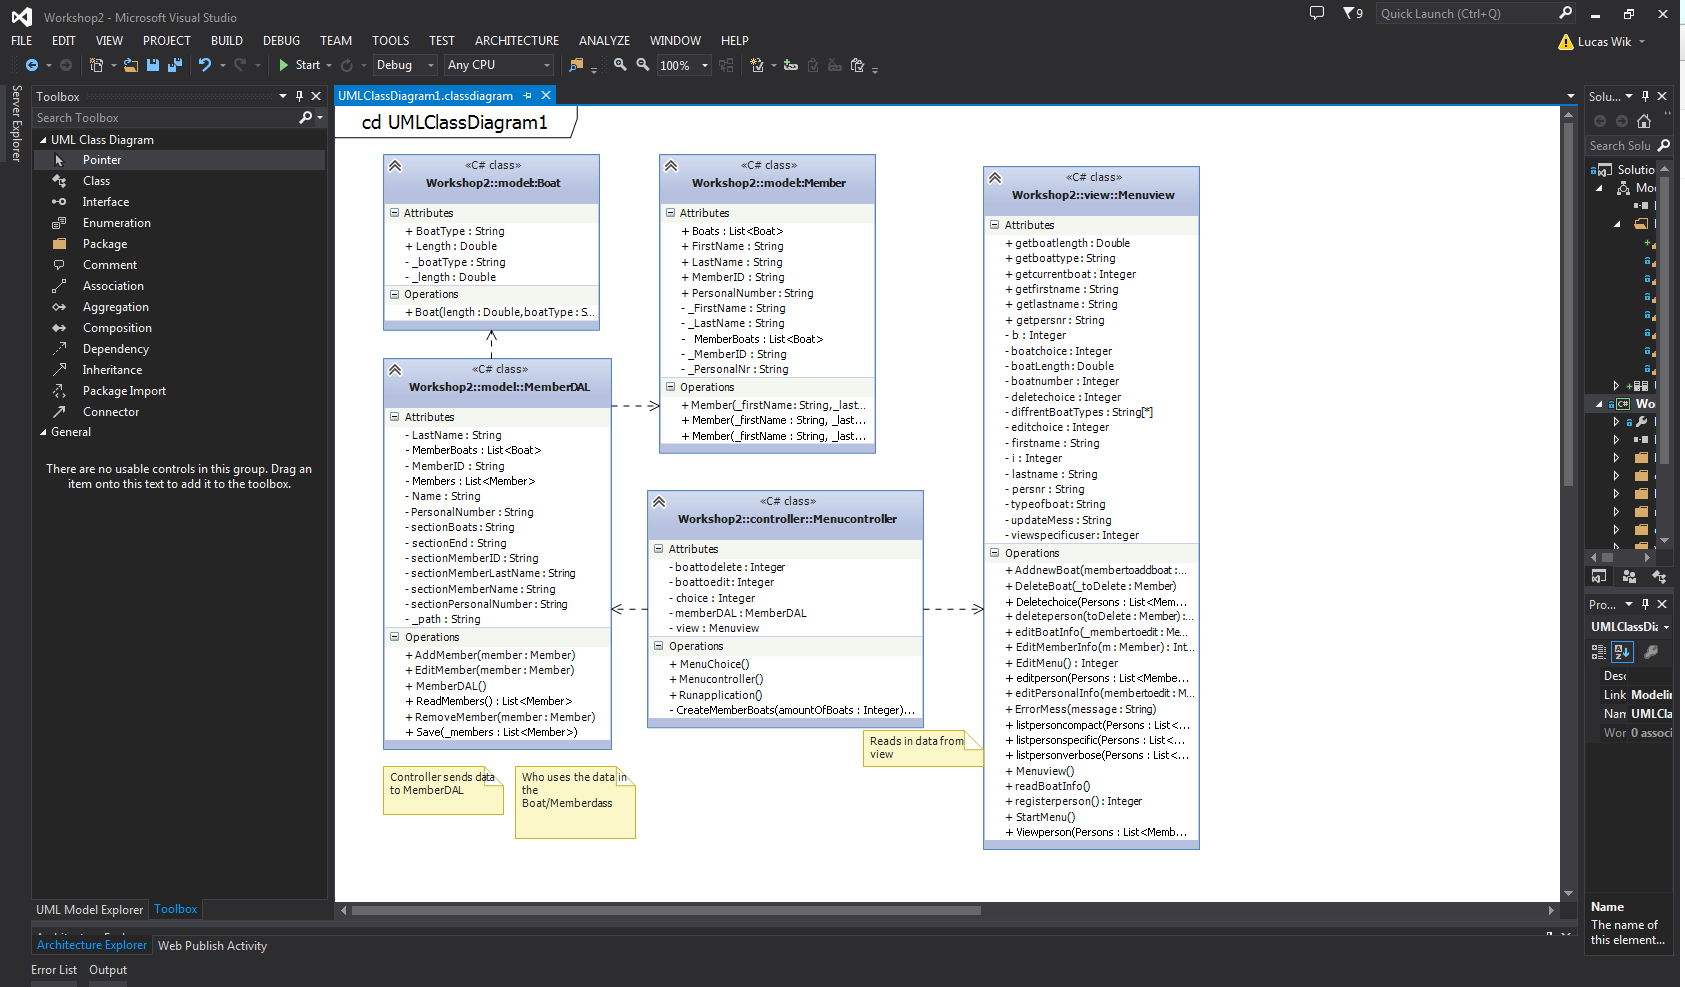 Workshop2 - Microsoft Visual Studio
9
Quick Launch (Ctrl+Q)
FILE EDIT VIEW PROJECT BUILD DEBUG TEAM TOOLS TEST ARCHITECTURE ANALYZE WINDOW HELP
Lucas Wik
Start
Debug
Any CPU
100%
Server Explorer
Toolbox
Search Toolbox
UML Class Diagram
Pointer
Class
Interface
Enumeration
Package
Comment
Association
Aggregation
Composition
Dependency
Inheritance
Package Import
Connector
General
There are no usable controls in this group. Drag an
item onto this text to add it to the toolbox.
UML Model Explorer
Toolbox
UMLClassDiagram1.classdiagram
cd UMLClassDiagram1
«C# class»
Workshop2::model::Boat
Attributes
+ BoatType : String
+ Length : Double
- _boatType : String
- _length : Double
Operations
+ Boat(length : Double,boatType : S...
«C# class»
Workshop2::model::Member
Attributes
+ Boats : List<Boat>
+ FirstName : String
+ LastName : String
+ MemberID : String
+ PersonalNumber : String
- _FirstName : String
- _LastName : String
- MemberBoats : List<Boat>
- _MemberID : String
- _PersonalNr : String
Operations
+ Member(_firstName : String,_last...
+ Member(_firstName : String, _last...
+ Member(_firstName : String, _last...
«C# class»
Workshop2::view::Menuview
Attributes
+ getboatlength : Double
+ getboattype : String
+ getcurrentboat : Integer
+ getfirstname : String
+ getlastname : String
+ getpersnr : String
- b : Integer
- boatchoice : Integer
- boatLength : Double
- boatnumber : Integer
- deletechoice : Integer
- diffrentBoatTypes : String[*]
- editchoice : Integer
- firstname : String
- i : Integer
- lastname : String
- persnr : String
- typeofboat : String
- updateMess : String
- viewspecificuser : Integer
Operations
+ AddnewBoat(membertoaddboat :...
+ DeleteBoat(_toDelete : Member)
+ Deletechoice(Persons : List<Mem...
+ deleteperson(toDelete : Member) :...
+ editBoatInfo(_membertoedit : Me...
+ EditMemberInfo(m : Member) : Int...
+ EditMenu() : Integer
+ editperson(Persons : List<Membe...
+ editPersonalInfo(membertoedit : M...
+ ErrorMess(message : String)
+ listpersoncompact(Persons : List<...
+ listpersonspecific(Persons : List<...
+ listpersonverbose(Persons : List<...
+ Menuview()
+ readBoatInfo()
+ registerperson() : Integer
+ StartMenu()
+ Viewperson(Persons : List<Memb...
«C# class»
Workshop2::model::MemberDAL
Attributes
- LastName : String
- MemberBoats : List<Boat>
- MemberID : String
- Members : List<Member>
- Name : String
- PersonalNumber : String
- sectionBoats : String
- sectionEnd : String
- sectionMemberID : String
- sectionMemberLastName : String
- sectionMemberName : String
- sectionPersonalNumber : String
- _path : String
Operations
+ AddMember(member : Member)
+ EditMember(member : Member)
+ MemberDAL()
+ ReadMembers() : List<Member>
+ RemoveMember(member : Member)
+ Save(_members : List<Member>)
«C# class»
Workshop2::controller::Menucontroller
Attributes
- boattodelete : Integer
- boattoedit : Integer
- choice : Integer
- memberDAL : MemberDAL
- view : Menuview
Operations
+ MenuChoice()
+ Menucontroller()
+ Runapplication()
- CreateMemberBoats(amountOfBoats : Integer)...
Reads in data from
view
Controller sends data
to MemberDAL
Who uses the data in
the
Boat/Memberdass
Solu...
Search Solu
Solutio
Mo
C# Wo
Pro...
UMLClassDia
Desc
Link Modelin
Nam UMLCla
Wor 0 associ
Name
The name of
this element...
Architecture Explorer
Web Publish Activity
Error List
Output